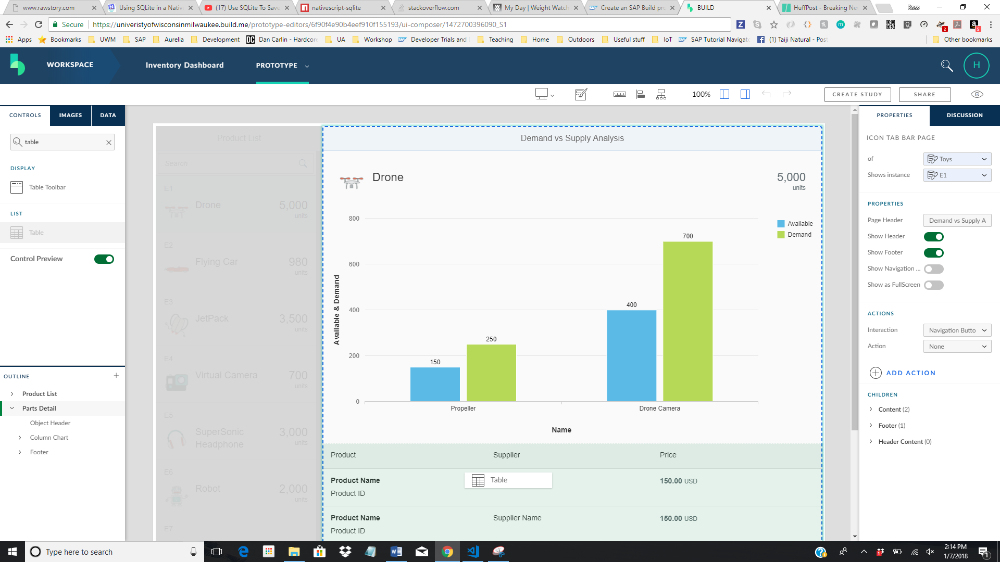 www.rawstory.com
Using SQLite in a Native
(17) Use SQLite To Save
nativescript-sqlite
stackoverflow.com
My Day | Weight Watch
Create an SAP Build pro
BUILD
HuffPost - Breaking Ne
Ross
Secure
https://univeristyofwisconsinmilwaukee.build.me/prototype-editors/6f90f4e90b4eef910f155193/ui-composer/1472700396090_S1
Apps
Bookmarks
UWM
SAP
Aurelia
Development
Dan Carlin - Hardcore
UA
Workshop
Developer Trials and
Teaching
Home
Outdoors
Useful stuff
IoT
SAP Tutorial Navigato
(1) Taiji Natural - Post
Other bookmarks
WORKSPACE
Inventory Dashboard
PROTOTYPE
H
100%
CREATE STUDY
SHARE
CONTROLS
IMAGES
DATA
table
DISPLAY
Table Toolbar
LIST
Table
Control Preview
OUTLINE
Product List
Parts Detail
Object Header
Column Chart
Footer
Product List
Search
E1
Drone
5,000
units
E2
Flying Car
980
units
E3
JetPack
3,500
units
E4
Virtual Camera
700
units
E5
SuperSonic
Headphone
3,000
units
E6
Robot
2,000
units
E7
Demand vs Supply Analysis
Drone
5,000
units
Available
Demand
Available & Demand
800
600
400
200
0
150
250
400
700
Propeller
Drone Camera
Name
Product
Supplier
Price
Product Name
Product ID
Table
150.00 USD
Product Name
Product ID
Supplier Name
150.00 USD
PROPERTIES
DISCUSSION
ICON TAB BAR PAGE
of
Toys
Shows instance
E1
PROPERTIES
Page Header
Demand vs Supply A
Show Header
Show Footer
Show Navigation ...
Show as FullScreen
ACTIONS
Interaction
Navigation Butto
Action
None
ADD ACTION
CHILDREN
Content (2)
Footer (1)
Header Content (0)
Type here to search
2:14 PM
1/7/2018